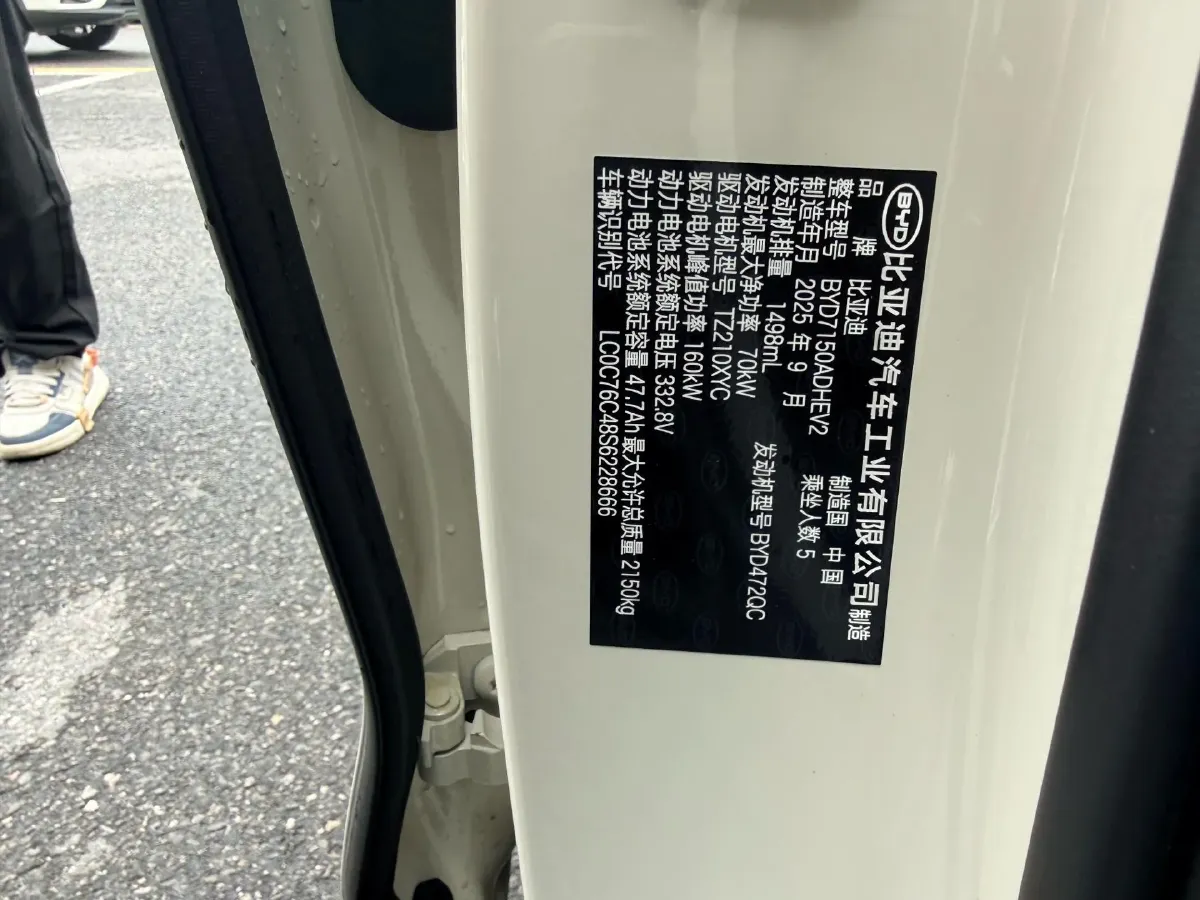 BYD 比亚迪汽车工业有限公司 制造
品牌 比亚迪 制造国 中国
整车型号 BYD7150ADHEV2 乘坐人数 5
制造年月 2025 年 9 月
发动机排量 1498mL 发动机型号 BYD472QC
发动机最大净功率 70kW
驱动电机型号 TZ210XYC
驱动电机峰值功率 160kW
动力电池系统额定电压 332.8V
动力电池系统额定容量 47.7Ah 最大允许总质量 2150kg
车辆识别代号 LC0C76C48S6228666